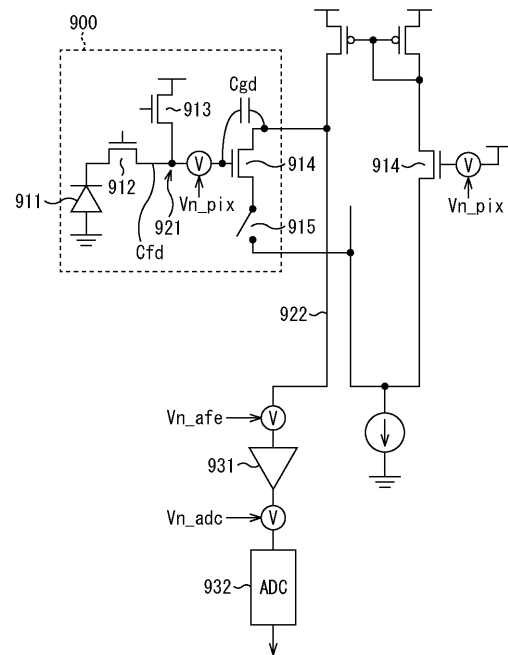 900
Cgd
913
914
914
911
912
921
Vn_pix
Vn_pix
915
Cfd
922
Vn_afe
931
Vn_adc
932
ADC
V
V
V
V